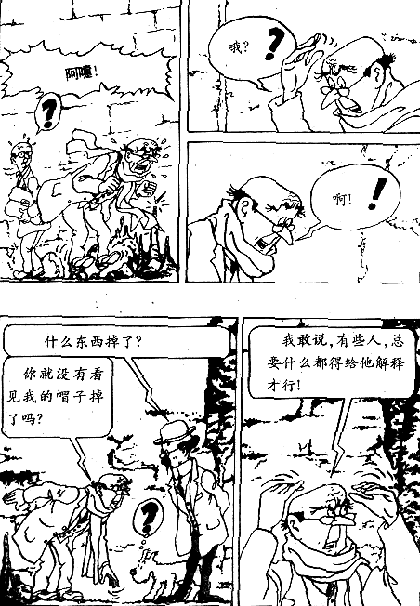 阿嚏！
?
哦? ?
啊! !
什么东西掉了?
你就没有看
见我的帽子掉
了吗?
?
我敢说,有些人,总
要什么都得给他解释
才行!